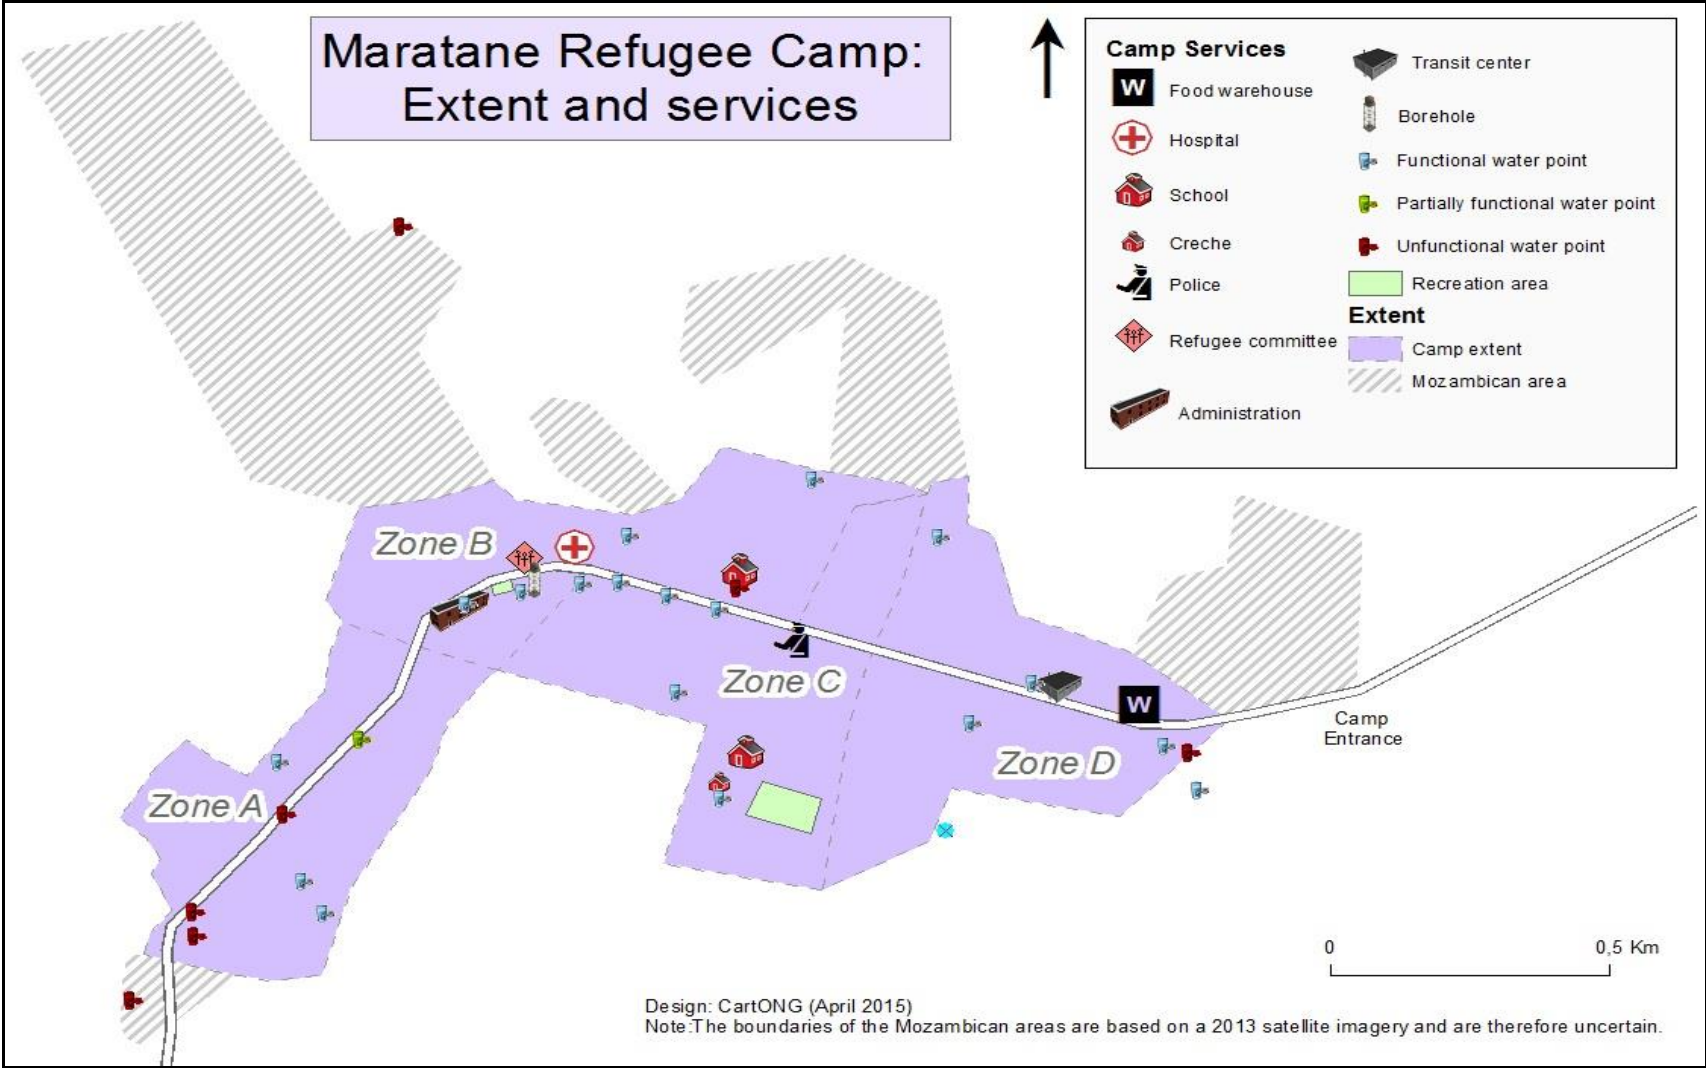 Maratane Refugee Camp:
Extent and services
Camp Services
W
Food warehouse
Hospital
School
Creche
Police
Refugee committee
Administration
Transit center
Borehole
Functional water point
Partially functional water point
Unfunctional water point
Recreation area
Extent
Camp extent
Mozambican area
Zone B
Zone C
W
Zone D
Zone A
Camp
Entrance
0
0,5 Km
Design: CartONG (April 2015)
Note:The boundaries of the Mozambican areas are based on a 2013 satellite imagery and are therefore uncertain.